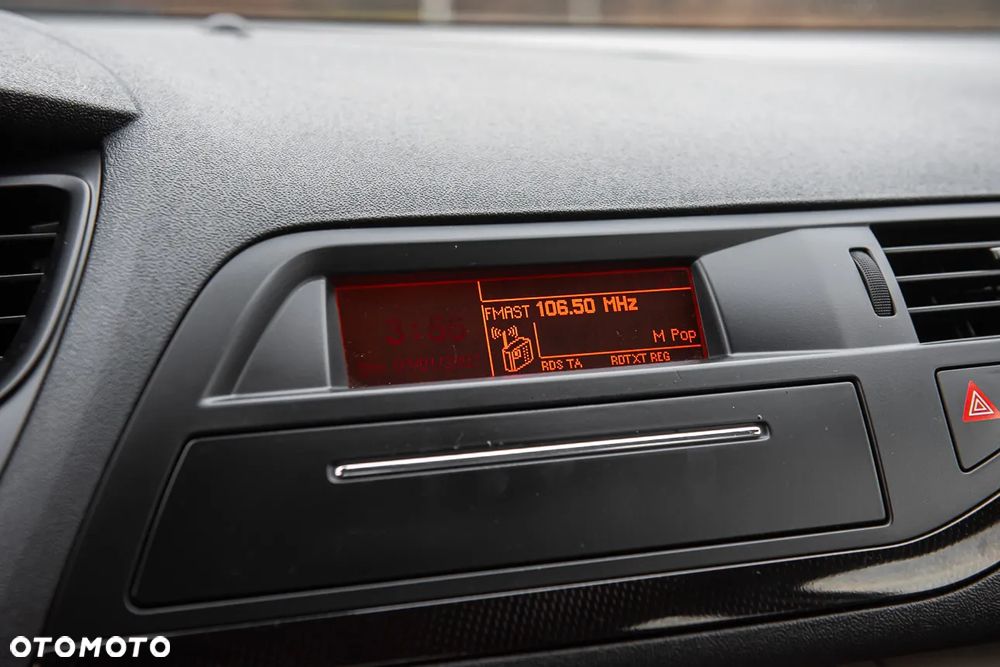 FMAST 106.50 MHz
M Pop
RDS TA RDTXT REG
OTOMOTO